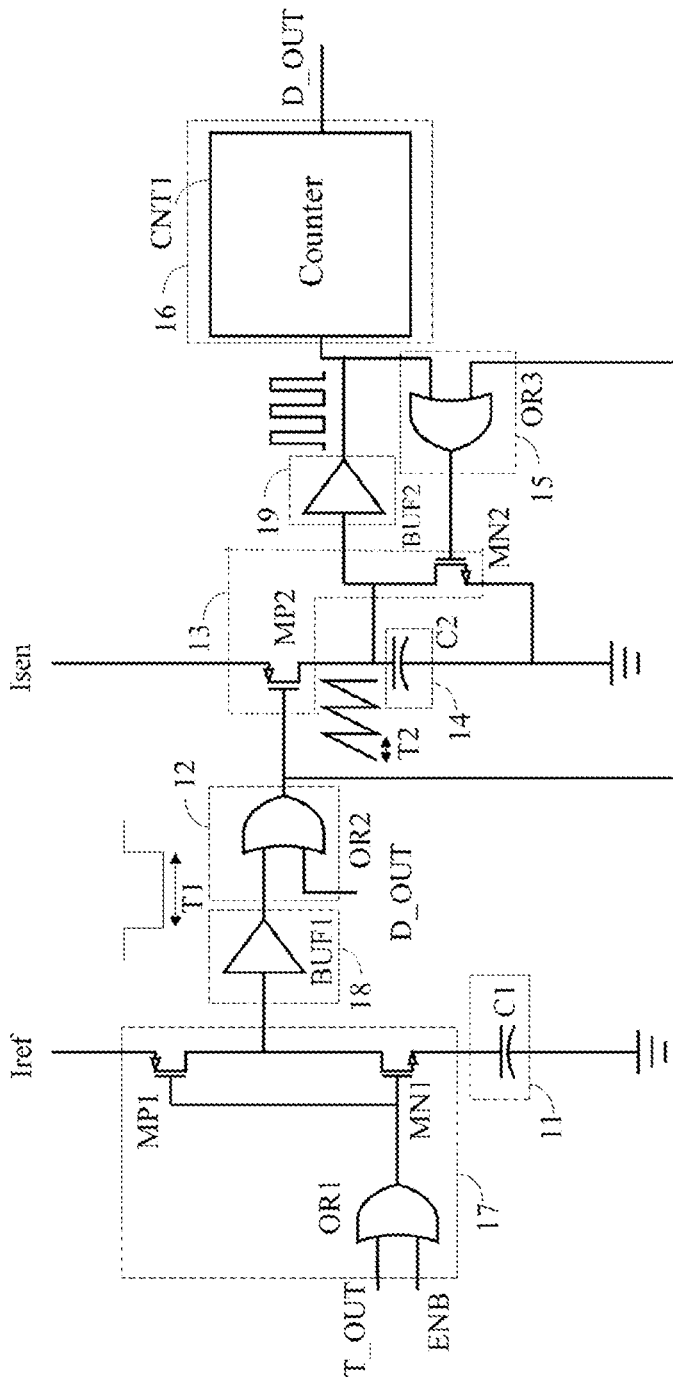 Iref
MP1
OR1
T_OUT
ENB
17
MN1
C1
11
T1
BUF1
18
12
OR2
D_OUT
Isen
13
MP2
T2
C2
14
19
BUF2
MN2
15
OR3
16
CNT1
Counter
D_OUT